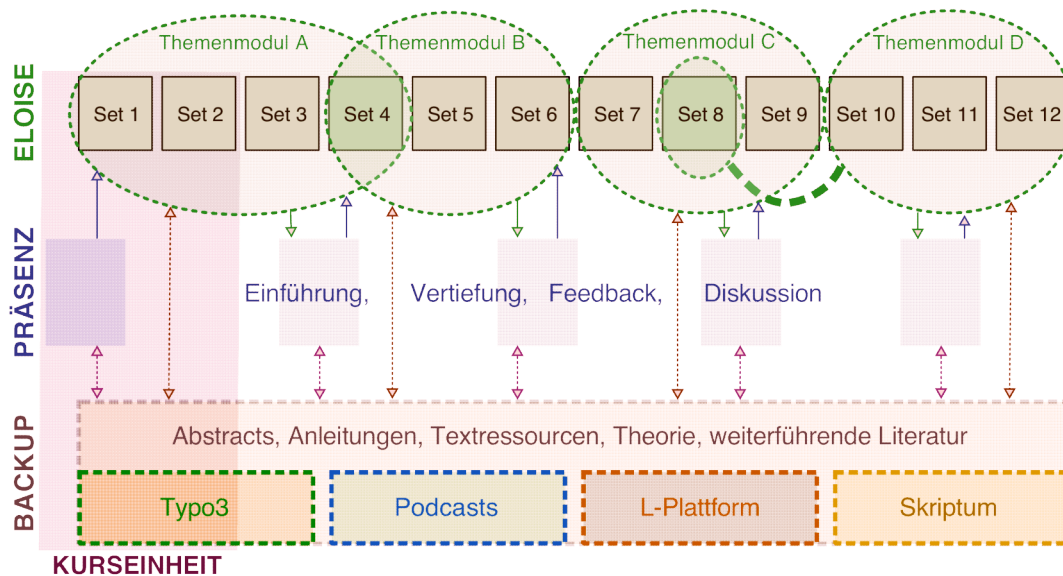 Themenmodul A
Themenmodul B
Themenmodul C
Themenmodul D
ELOISE
Set 1
Set 2
Set 3
Set 4
Set 5
Set 6
Set 7
Set 8
Set 9
Set 10
Set 11
Set 12
PRÄSENZ
Einführung, Vertiefung, Feedback, Diskussion
BACKUP
Abstracts, Anleitungen, Textressourcen, Theorie, weiterführende Literatur
Typo3
Podcasts
L-Plattform
Skriptum
KURSEINHEIT